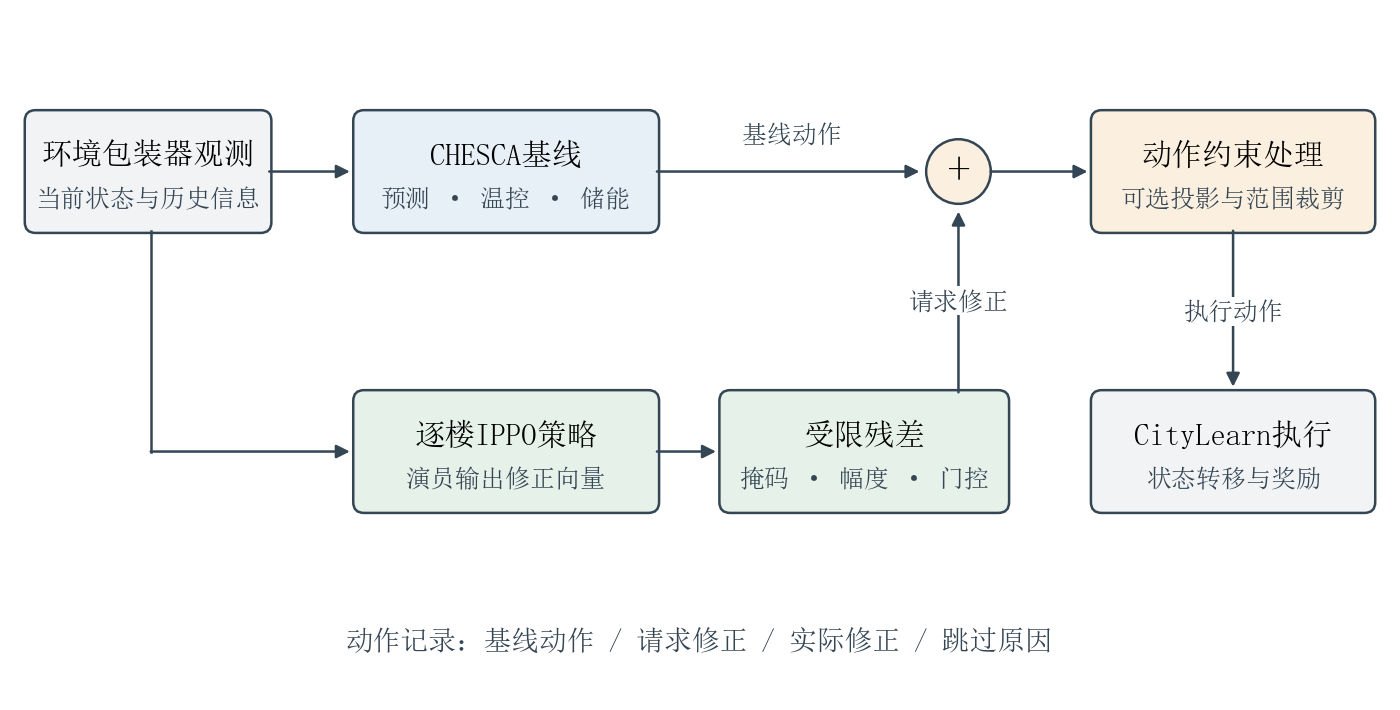 环境包装器观测
当前状态与历史信息
CHESCA基线
预测 • 温控 • 储能
基线动作
+
动作约束处理
可选投影与范围裁剪
请求修正
执行动作
逐楼IPPO策略
演员输出修正向量
受限残差
掩码 • 幅度 • 门控
CityLearn执行
状态转移与奖励
动作记录：基线动作 / 请求修正 / 实际修正 / 跳过原因